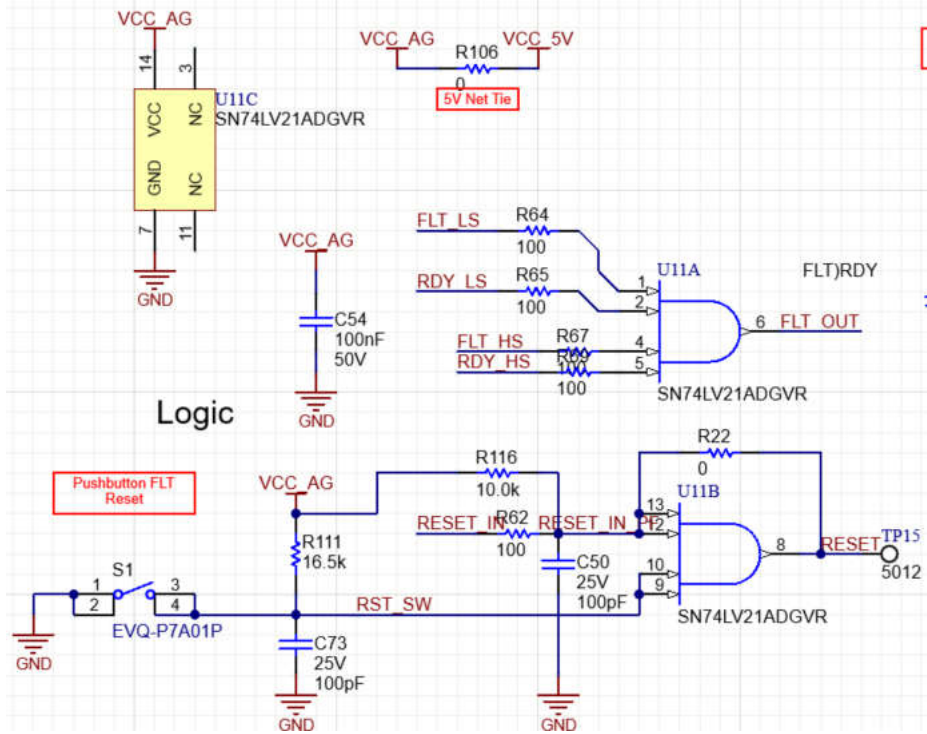 VCC_AG
14
3
VCC
NC
GND
NC
7
11
GND
U11C
SN74LV21ADGVR
VCC_AG
R106
VCC_5V
0
5V Net Tie
VCC_AG
C54
100nF
50V
GND
FLT_LS
R64
100
RDY_LS
R65
100
FLT_HS
R67
100
RDY_HS
R69
100
U11A
1
2
4
5
6
FLT_OUT
FLT)RDY
SN74LV21ADGVR
Logic
Pushbutton FLT
Reset
VCC_AG
R111
16.5k
R116
10.0k
RESET_IN
R62
100
RESET_IN_PF
C50
25V
100pF
GND
R22
0
U11B
13
12
10
9
8
RESET
TP15
5012
SN74LV21ADGVR
S1
1
2
3
4
EVQ-P7A01P
GND
RST_SW
C73
25V
100pF
GND